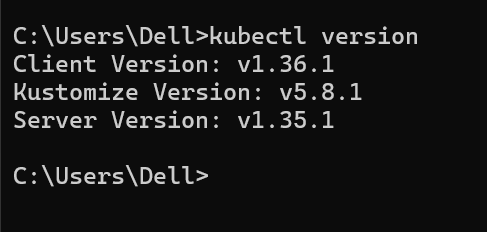 C:\Users\Dell>kubectl version
Client Version: v1.36.1
Kustomize Version: v5.8.1
Server Version: v1.35.1
C:\Users\Dell>